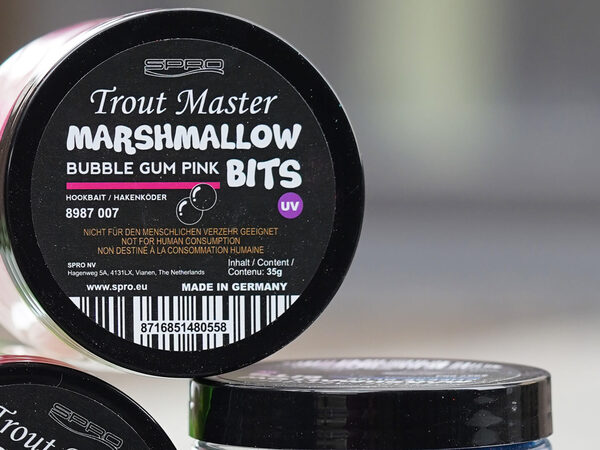 SPRO
Trout Master
MARSHMALLOW
BUBBLE GUM PINK BITS
HOOKBAIT / HAKENKÖDER
8987 007
UV
NICHT FÜR DEN MENSCHLICHEN VERZEHR GEEIGNET
NOT FOR HUMAN CONSUMPTION
NON DESTINÉ À LA CONSOMMATION HUMAINE
SPRO NV
Hagenweg 5A, 4131LX, Vianen, The Netherlands
Inhalt / Content /
Contenu: 35g
www.spro.eu MADE IN GERMANY
8716851480558
SPRO
Trout